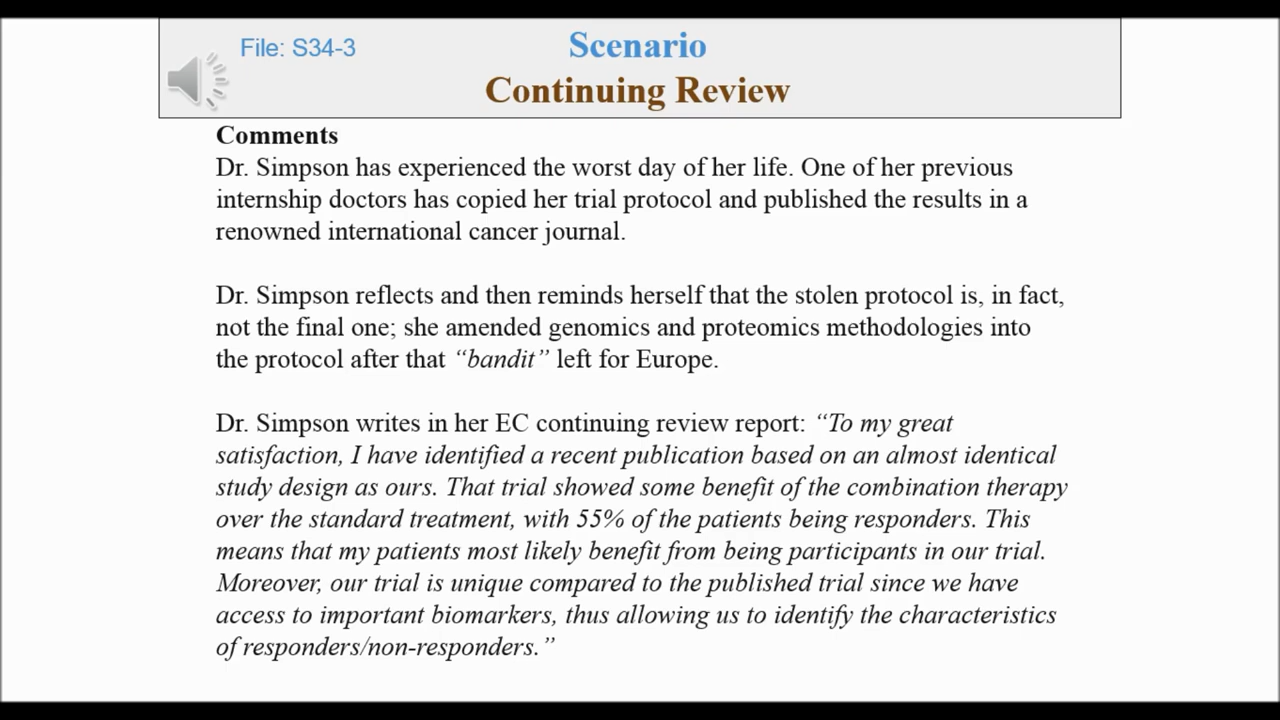 File: S34-3
Scenario
Continuing Review
Comments
Dr. Simpson has experienced the worst day of her life. One of her previous
internship doctors has copied her trial protocol and published the results in a
renowned international cancer journal.
Dr. Simpson reflects and then reminds herself that the stolen protocol is, in fact,
not the final one; she amended genomics and proteomics methodologies into
the protocol after that “bandit” left for Europe.
Dr. Simpson writes in her EC continuing review report: “To my great
satisfaction, I have identified a recent publication based on an almost identical
study design as ours. That trial showed some benefit of the combination therapy
over the standard treatment, with 55% of the patients being responders. This
means that my patients most likely benefit from being participants in our trial.
Moreover, our trial is unique compared to the published trial since we have
access to important biomarkers, thus allowing us to identify the characteristics
of responders/non-responders.”